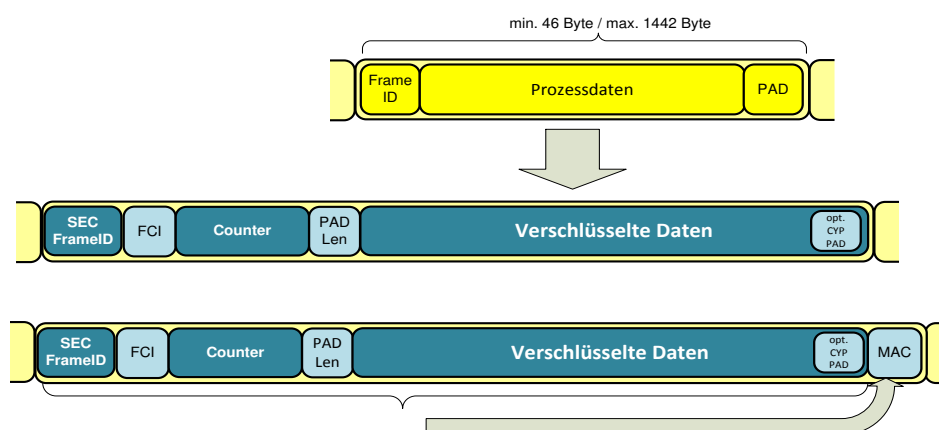 min. 46 Byte / max. 1442 Byte
Frame
ID
Prozessdaten
PAD
SEC
FrameID
FCI
Counter
PAD
Len
Verschlüsselte Daten
opt.
CYP
PAD
SEC
FrameID
FCI
Counter
PAD
Len
Verschlüsselte Daten
opt.
CYP
PAD
MAC